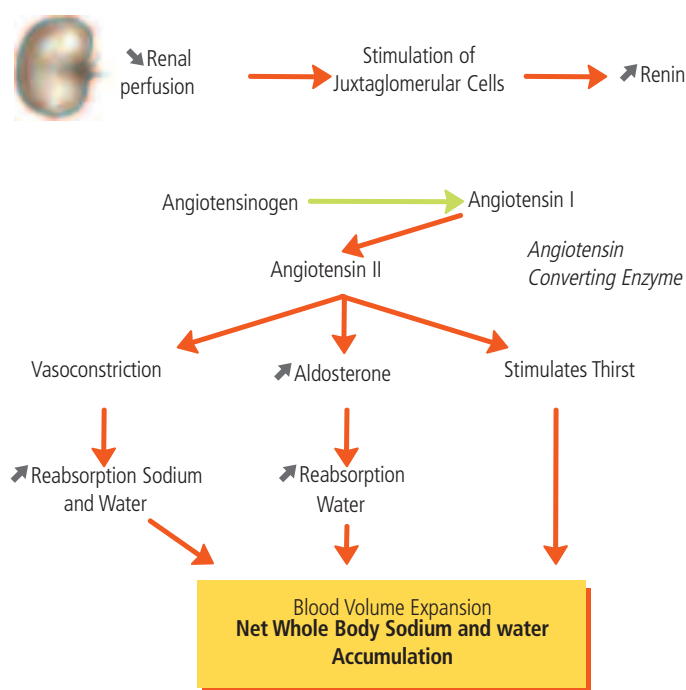 Renal
perfusion
Stimulation of
Juxtaglomerular Cells
Renin
Angiotensinogen
Angiotensin I
Angiotensin
Converting Enzyme
Angiotensin II
Vasoconstriction
Aldosterone
Stimulates Thirst
Reabsorption Sodium
and Water
Reabsorption
Water
Blood Volume Expansion
Net Whole Body Sodium and water
Accumulation